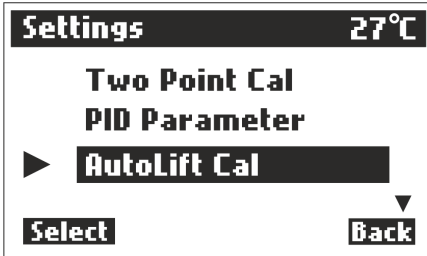 Settings 27°C
Two Point Cal
PID Parameter
AutoLift Cal
Select Back